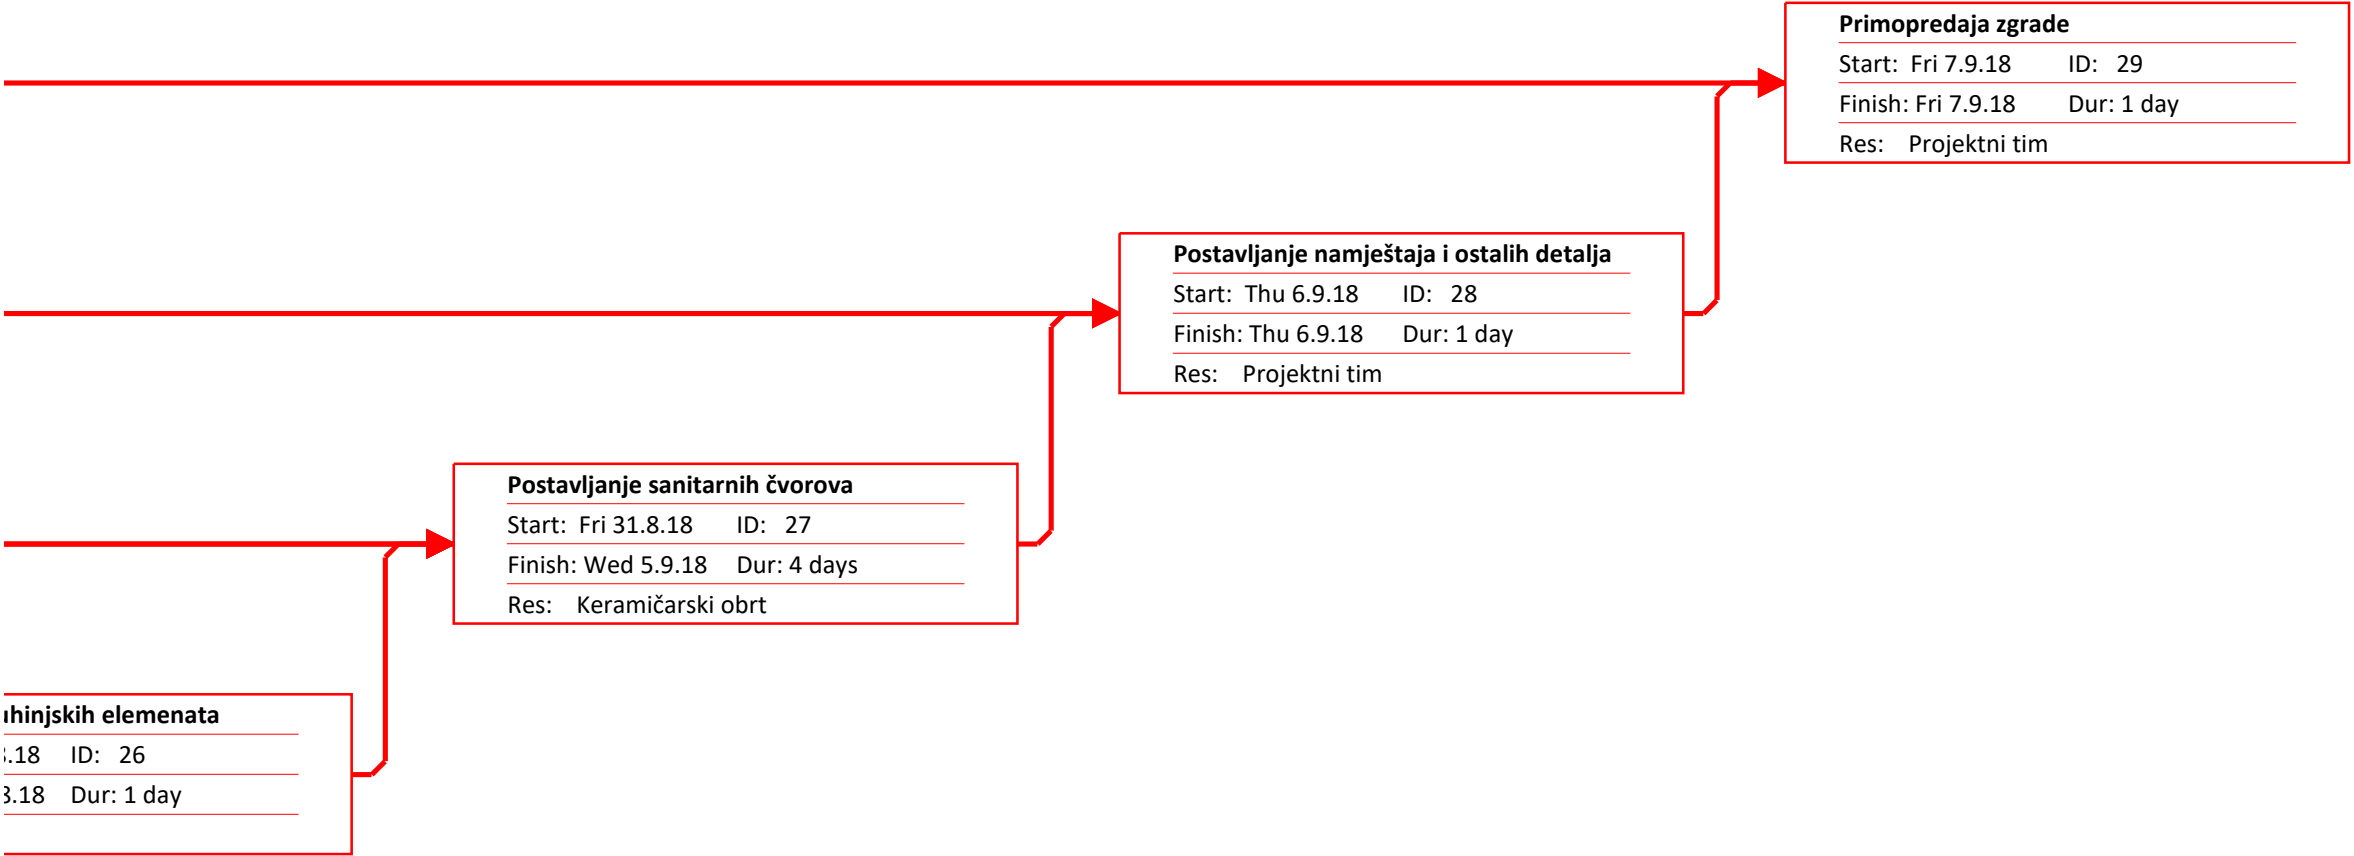 Primopredaja zgrade
Start: Fri 7.9.18 ID: 29
Finish: Fri 7.9.18 Dur: 1 day
Res: Projektni tim
Postavljanje namještaja i ostalih detalja
Start: Thu 6.9.18 ID: 28
Finish: Thu 6.9.18 Dur: 1 day
Res: Projektni tim
Postavljanje sanitarnih čvorova
Start: Fri 31.8.18 ID: 27
Finish: Wed 5.9.18 Dur: 4 days
Res: Keramičarski obrt
elemenata
.18 ID: 26
.18 Dur: 1 day